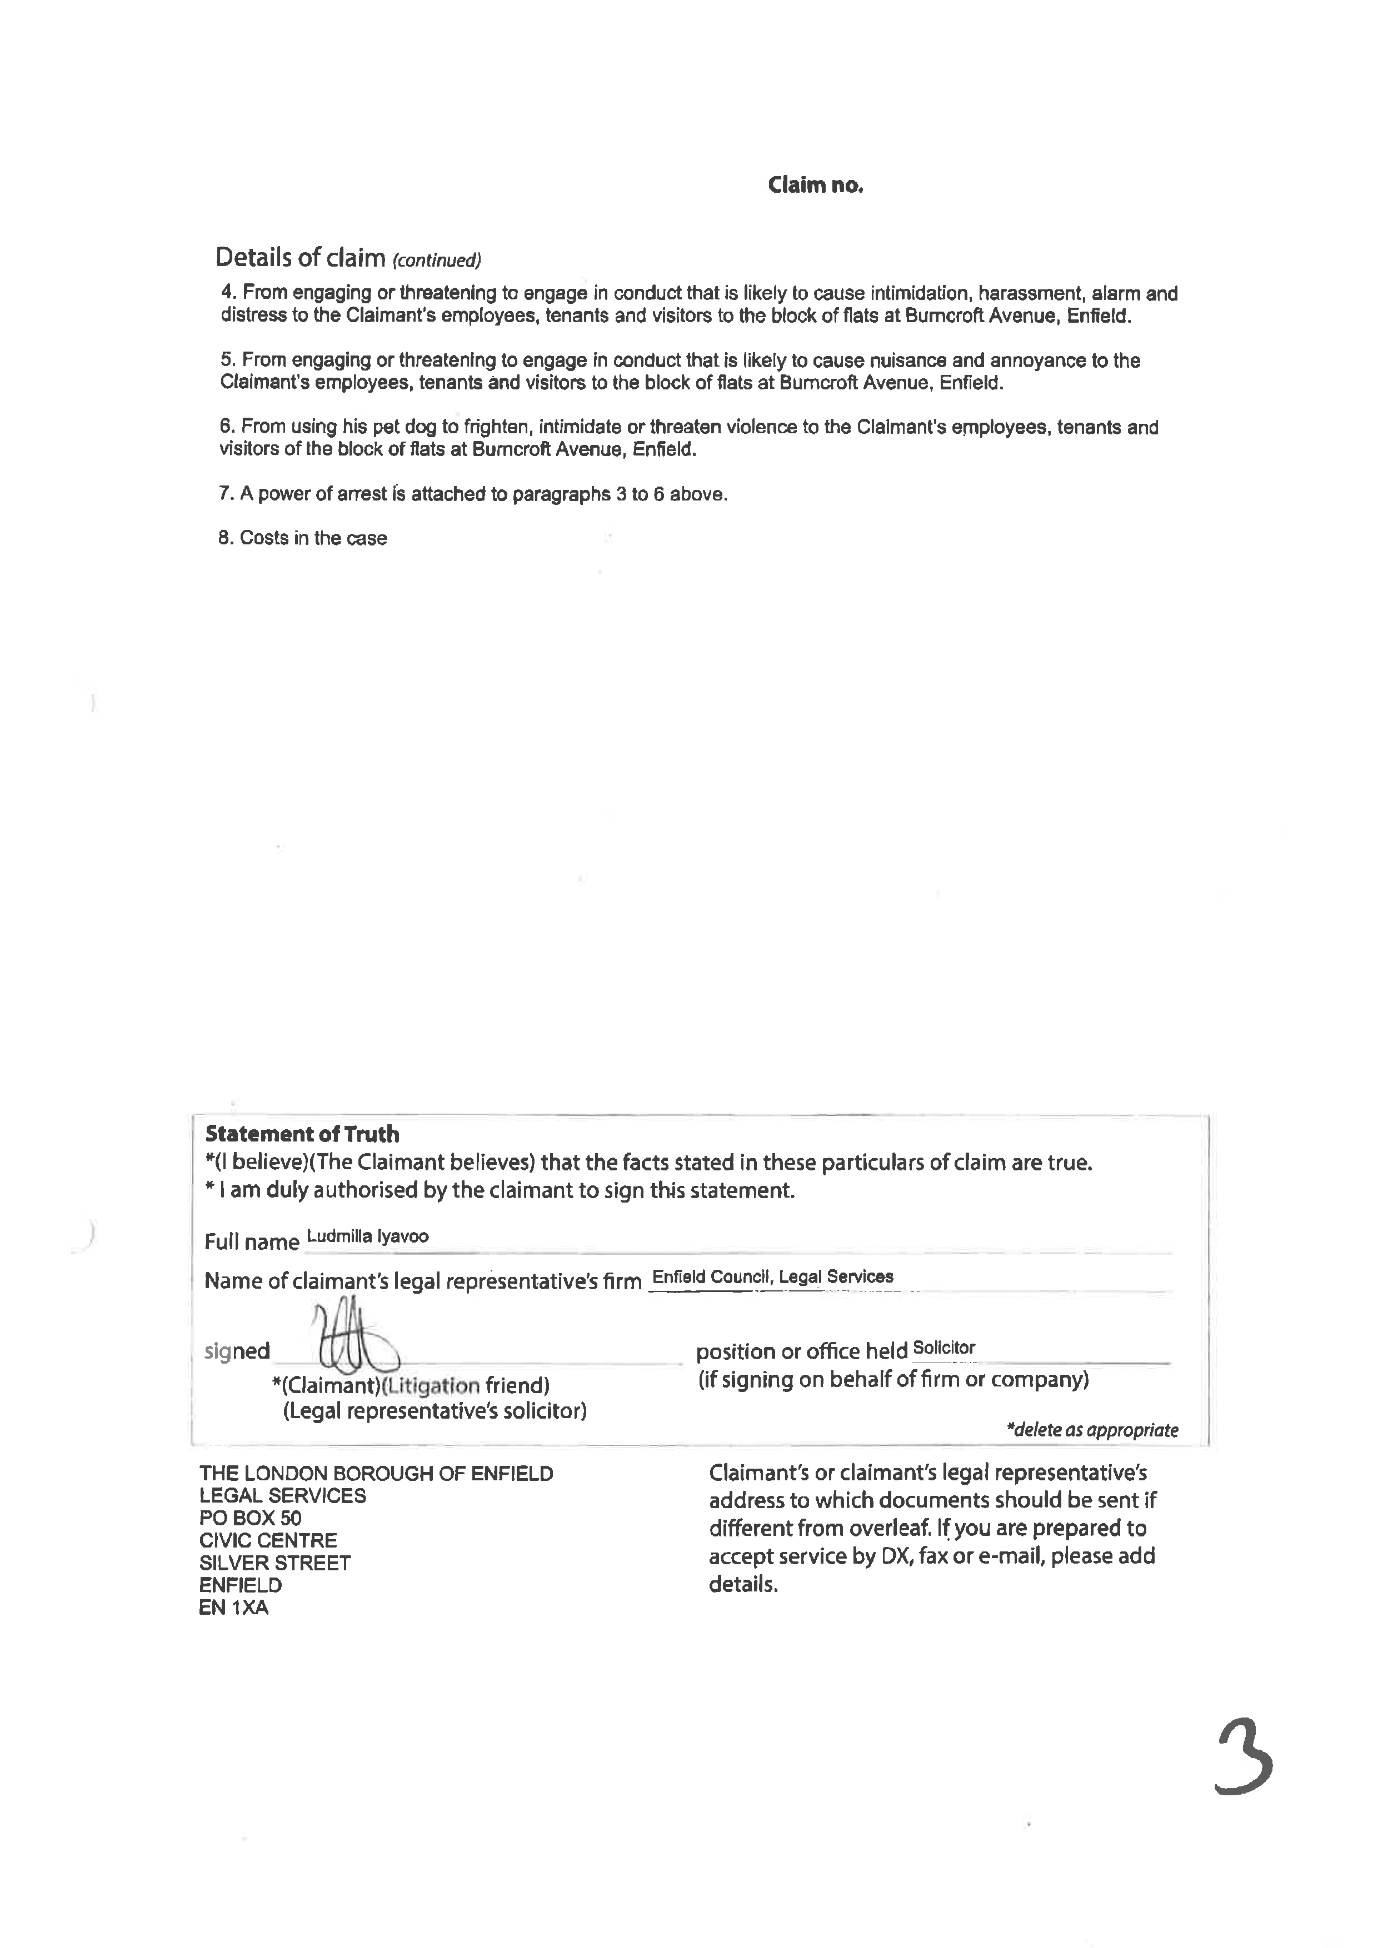 Claim no.
Details of claim (continued)
4. From engaging or threatening to engage in conduct that is likely to cause intimidation, harassment, alarm and
distress to the Claimant's employees, tenants and visitors to the block of flats at Burncroft Avenue, Enfield.
5. From engaging or threatening to engage in conduct that is likely to cause nuisance and annoyance to the
Claimant's employees, tenants and visitors to the block of flats at Burncroft Avenue, Enfield.
6. From using his pet dog to frighten, intimidate or threaten violence to the Claimant's employees, tenants and
visitors of the block of flats at Burncroft Avenue, Enfield.
7. A power of arrest is attached to paragraphs 3 to 6 above.
8. Costs in the case
Statement of Truth
*(I believe)(The Claimant believes) that the facts stated in these particulars of claim are true.
* I am duly authorised by the claimant to sign this statement.
Full name Ludmilla Iyavoo
Name of claimant's legal representative's firm Enfield Council, Legal Services
signed position or office held Solicitor
*(Claimant)(Litigation friend) (if signing on behalf of firm or company)
(Legal representative's solicitor)
*delete as appropriate
THE LONDON BOROUGH OF ENFIELD
LEGAL SERVICES
PO BOX 50
CIVIC CENTRE
SILVER STREET
ENFIELD
EN 1XA
Claimant's or claimant's legal representative's
address to which documents should be sent if
different from overleaf. If you are prepared to
accept service by DX, fax or e-mail, please add
details.
3